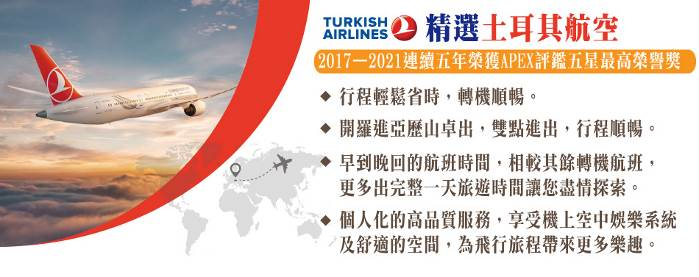 TURKISH
AIRLINES
精選土耳其航空
2017—2021連續五年榮獲APEX評鑑五星最高榮譽獎
◆ 行程輕鬆省時，轉機順暢。
◆ 開羅進亞歷山卓出，雙點進出，行程順暢。
◆ 早到晚回的航班時間，相較其餘轉機航班，
更多出完整一天旅遊時間讓您盡情探索。
◆ 個人化的高品質服務，享受機上空中娛樂系統
及舒適的空間，為飛行旅程帶來更多樂趣。